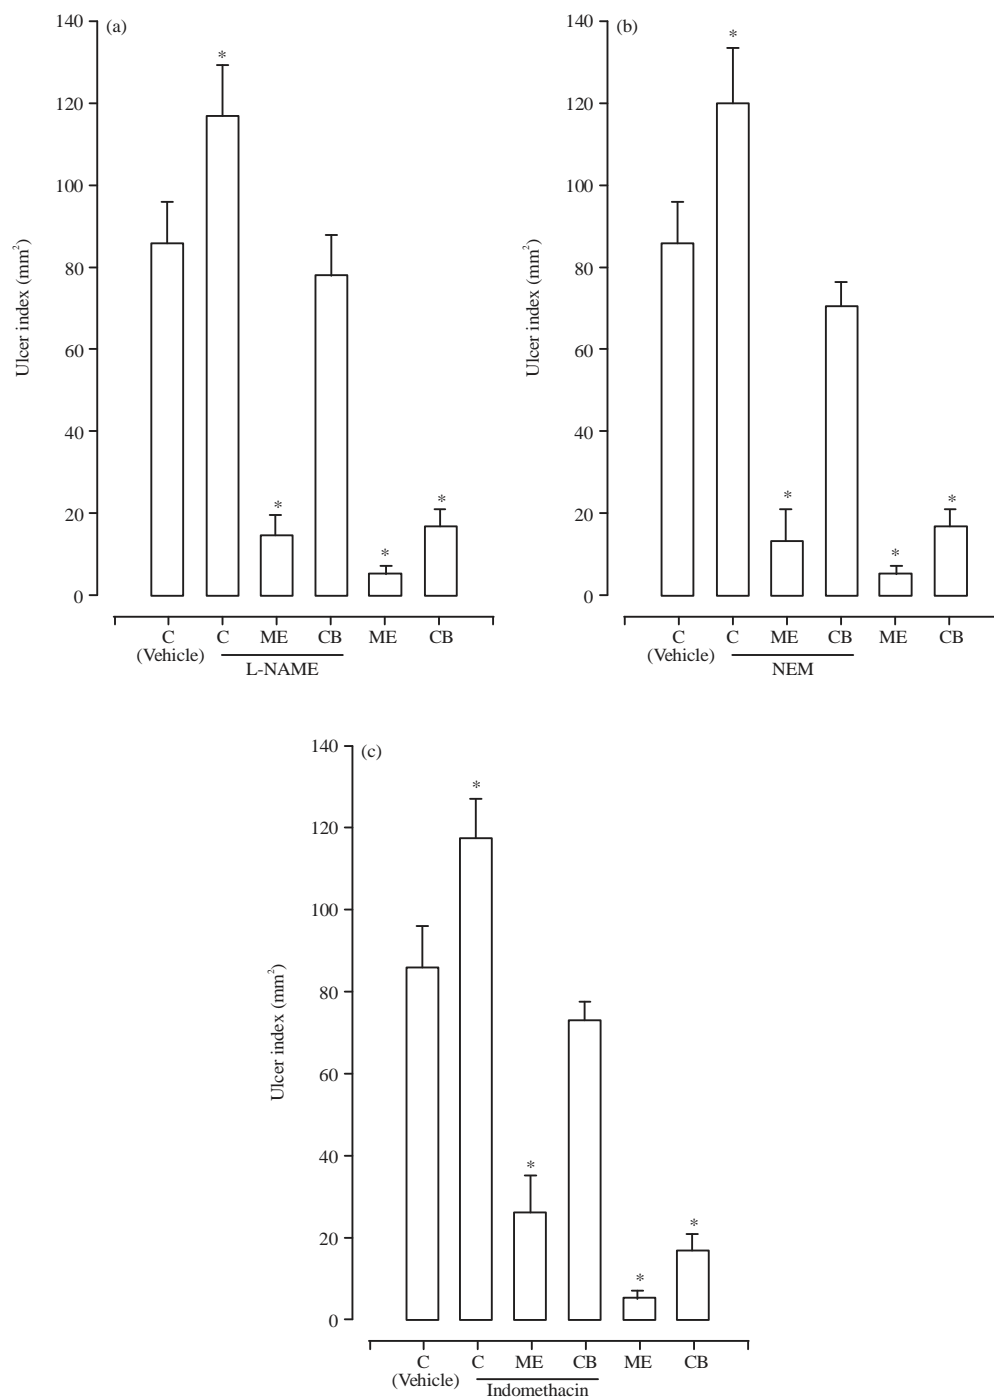 (a)
140
120
100
80
60
40
20
0
Ulcer index (mm²)
*
*
*
*
C C ME CB ME CB
(Vehicle)
L-NAME
(b)
140
120
100
80
60
40
20
0
Ulcer index (mm²)
*
*
*
*
C C ME CB ME CB
(Vehicle)
NEM
(c)
140
120
100
80
60
40
20
0
Ulcer index (mm²)
*
*
*
*
C C ME CB ME CB
(Vehicle)
Indomethacin